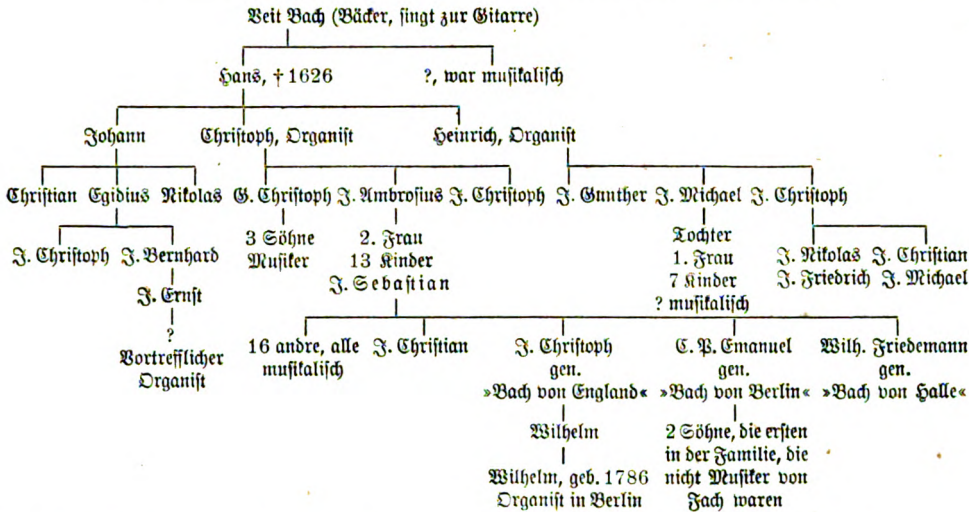 Veit Bach (Bäcker, singt zur Gitarre)
Hans, † 1626
?, war musikalisch
Johann
Christoph, Organist
Heinrich, Organist
Christian Egidius Nikolas
G. Christoph J. Ambrosius J. Christoph
J. Gunther J. Michael J. Christoph
J. Christoph J. Bernhard
3 Söhne
Musiker
2. Frau
13 Kinder
J. Sebastian
Tochter
1. Frau
7 Kinder
? musikalisch
J. Nikolas J. Christian
J. Friedrich J. Michael
J. Ernst
?
Vortrefflicher
Organist
16 andre, alle
musikalisch
J. Christian
J. Christoph
gen.
»Bach von England«
C. P. Emanuel
gen.
»Bach von Berlin«
Wilh. Friedemann
gen.
»Bach von Halle«
Wilhelm
Wilhelm, geb. 1786
Organist in Berlin
2 Söhne, die ersten
in der Familie, die
nicht Musiker von
Fach waren